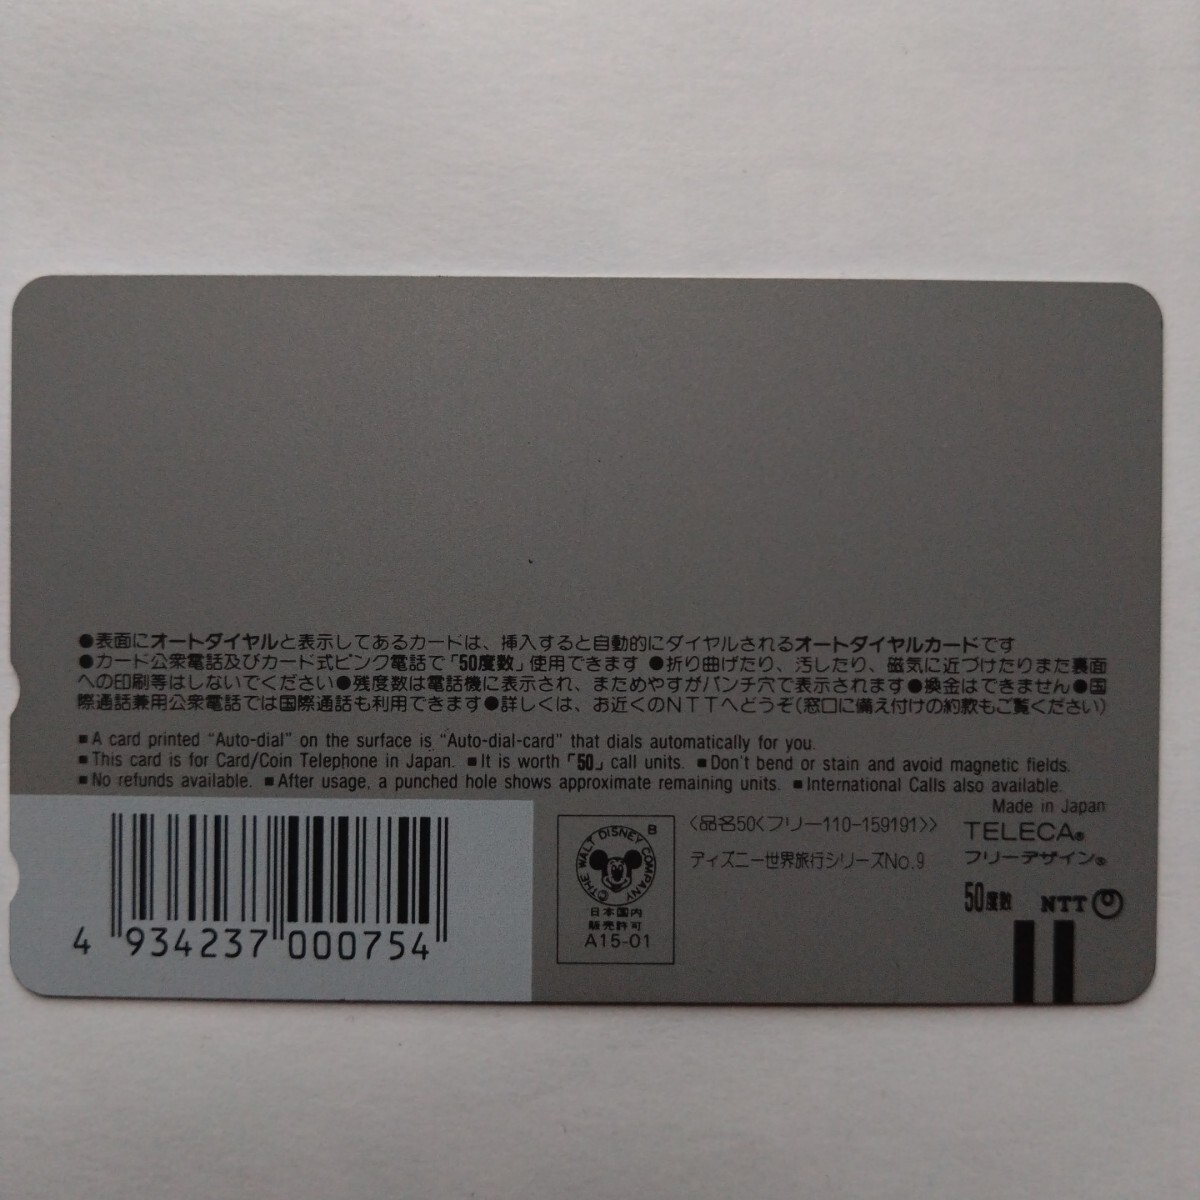 ●表面にオートダイヤルと表示してあるカードは、挿入すると自動的にダイヤルされるオートダイヤルカードです
●カード公衆電話及びカード式ピンク電話で「50度数」使用できます ●折り曲げたり、汚したり、磁気に近づけたりまた裏面
への印刷等はしないでください●残度数は電話機に表示され、まためやすがパンチ穴で表示されます●換金はできません●国
際通話兼用公衆電話では国際通話も利用できます●詳しくは、お近くのNTTへどうぞ(窓口に備え付けの約款もご覧ください)
■A card printed "Auto-dial" on the surface is "Auto-dial-card" that dials automatically for you.
■This card is for Card/Coin Telephone in Japan. ■It is worth「50」call units. ■Don't bend or stain and avoid magnetic fields.
■No refunds available. ■After usage, a punched hole shows approximate remaining units. ■International Calls also available.
Made in Japan
4 934237 000754
B
©THE WALT DISNEY COMPANY
日本国内
販売許可
A15-01
〈品名50〈フリー110-159191〉〉
ディズニー世界旅行シリーズNo.9
TELECA®
フリーデザイン®
50度数 NTT